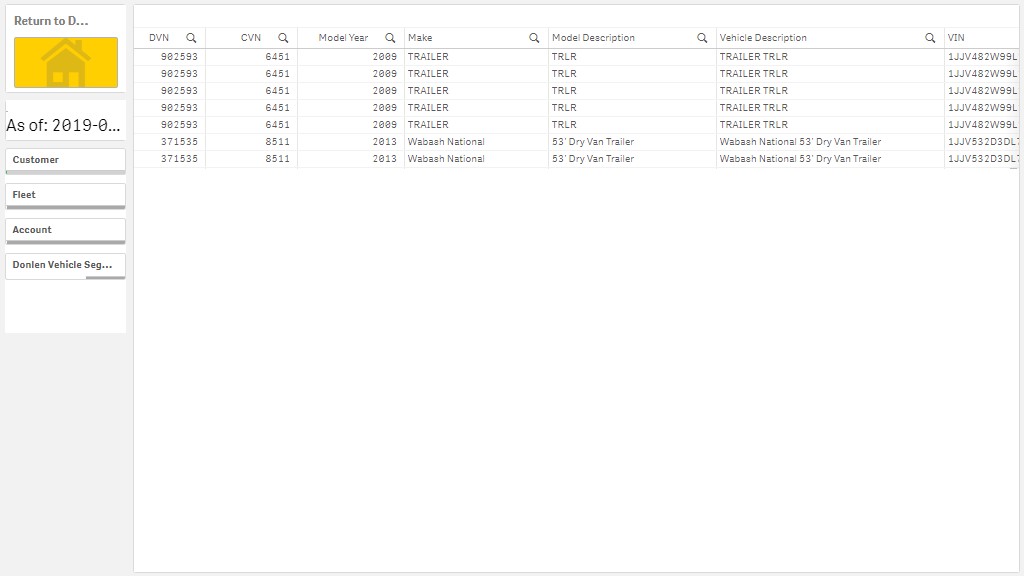 Return to D...
As of: 2019-0...
Customer
Fleet
Account
Donlen Vehicle Seg...
DVN CVN Model Year Make Model Description Vehicle Description VIN
902593 6451 2009 TRAILER TRLR TRAILER TRLR 1JJV482W99L
902593 6451 2009 TRAILER TRLR TRAILER TRLR 1JJV482W99L
902593 6451 2009 TRAILER TRLR TRAILER TRLR 1JJV482W99L
902593 6451 2009 TRAILER TRLR TRAILER TRLR 1JJV482W99L
902593 6451 2009 TRAILER TRLR TRAILER TRLR 1JJV482W99L
371535 8511 2013 Wabash National 53' Dry Van Trailer Wabash National 53' Dry Van Trailer 1JJV532D3DL7
371535 8511 2013 Wabash National 53' Dry Van Trailer Wabash National 53' Dry Van Trailer 1JJV532D3DL7